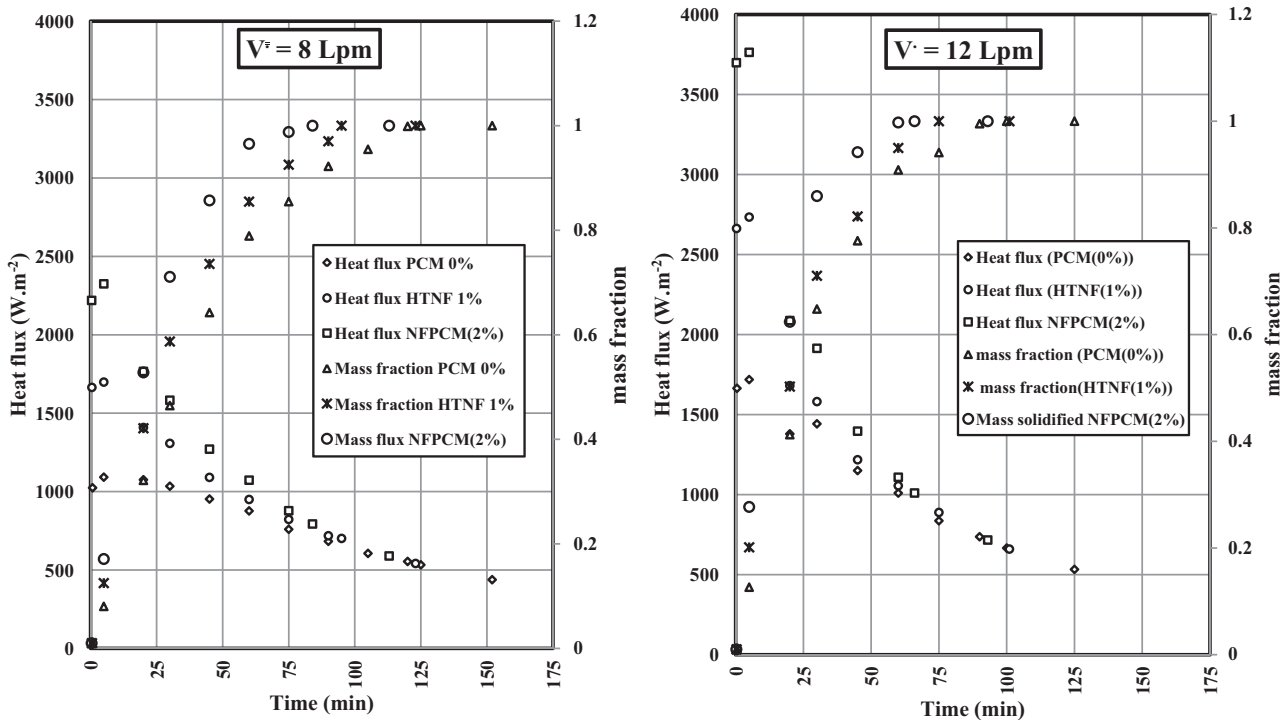 V̇ = 8 Lpm
4000
3500
3000
2500
2000
1500
1000
500
0
Heat flux (W.m-2)
1.2
1
0.8
0.6
0.4
0.2
0
mass fraction
Heat flux PCM 0%
Heat flux HTNF 1%
Heat flux NFPCM(2%)
Mass fraction PCM 0%
Mass fraction HTNF 1%
Mass flux NFPCM(2%)
0
25
50
75
100
125
150
175
Time (min)
V· = 12 Lpm
4000
3500
3000
2500
2000
1500
1000
500
0
Heat flux (W.m-2)
1.2
1
0.8
0.6
0.4
0.2
0
mass fraction
Heat flux (PCM(0%))
Heat flux (HTNF(1%))
Heat flux NFPCM(2%)
mass fraction (PCM(0%))
mass fraction(HTNF(1%))
Mass solidified NFPCM(2%)
0
25
50
75
100
125
150
175
Time (min)